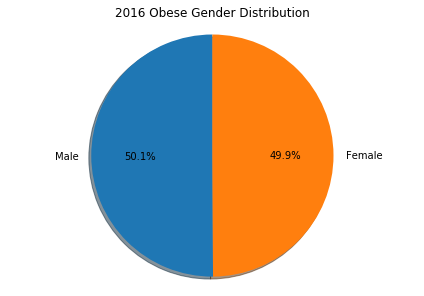 2016 Obese Gender Distribution
Male
50.1%
49.9%
Female